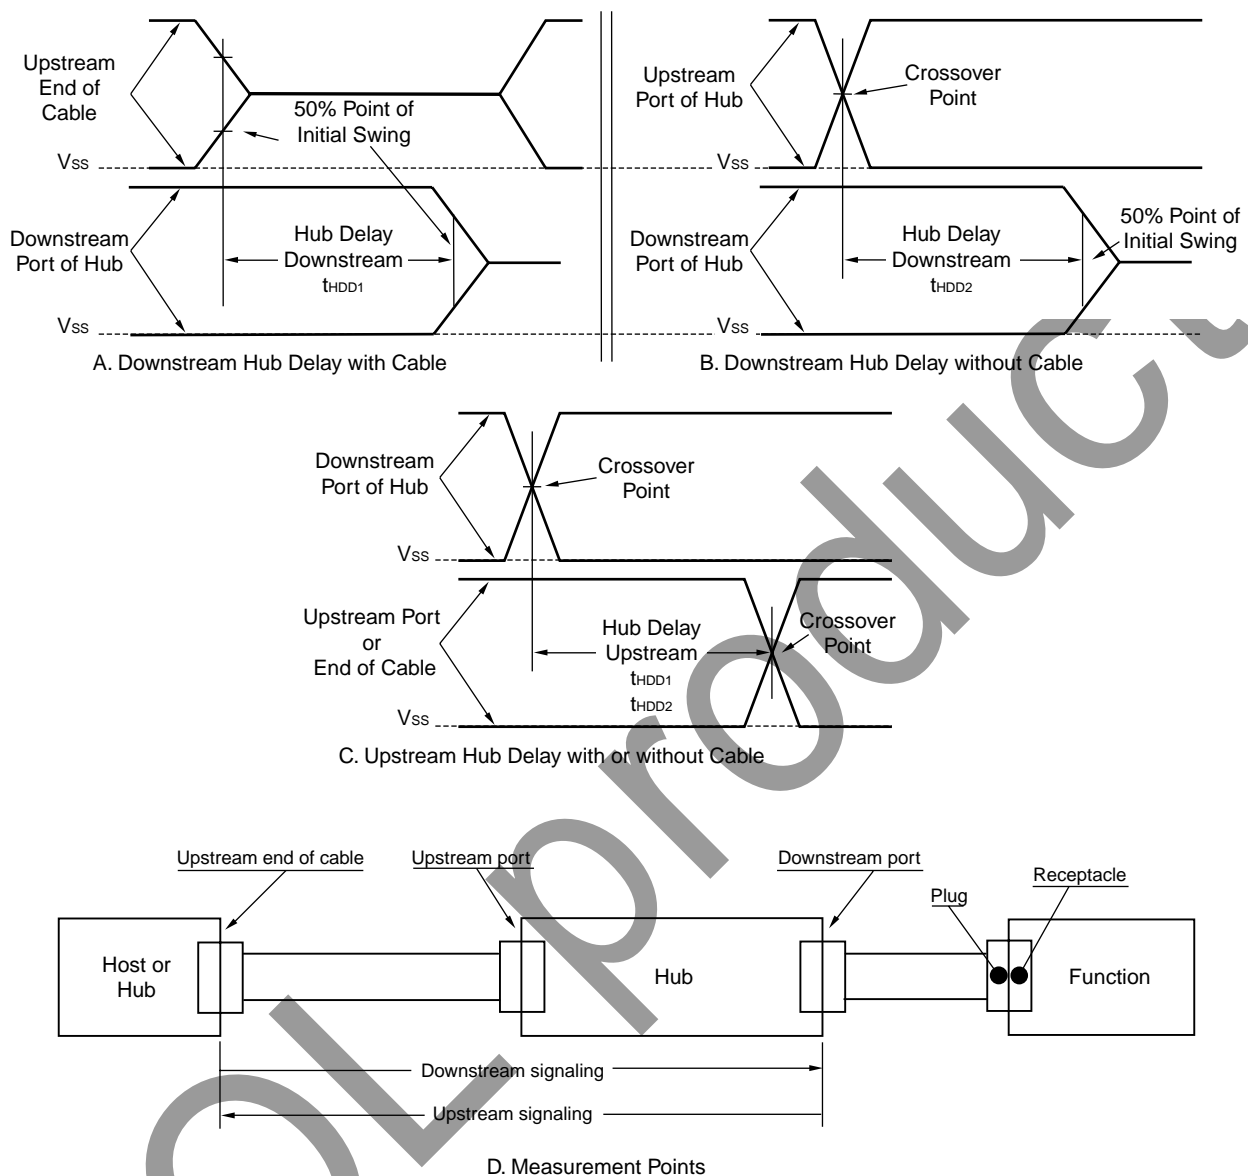 Upstream
End of
Cable
50% Point of
Initial Swing
VSS
Downstream
Port of Hub
Hub Delay
Downstream
tHDD1
VSS
A. Downstream Hub Delay with Cable
Upstream
Port of Hub
Crossover
Point
VSS
Downstream
Port of Hub
Hub Delay
Downstream
tHDD2
50% Point of
Initial Swing
VSS
B. Downstream Hub Delay without Cable
Downstream
Port of Hub
Crossover
Point
VSS
Upstream Port
or
End of Cable
Hub Delay
Upstream
tHDD1
tHDD2
Crossover
Point
VSS
C. Upstream Hub Delay with or without Cable
Upstream end of cable
Upstream port
Downstream port
Receptacle
Plug
Host or
Hub
Hub
Function
Downstream signaling
Upstream signaling
D. Measurement Points
OL product